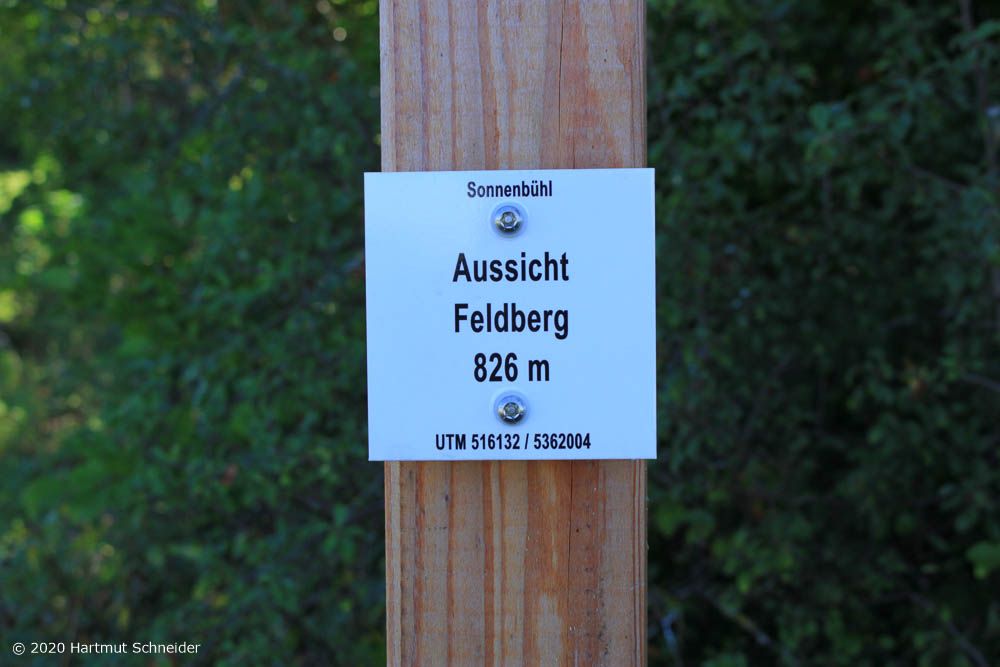 Sonnenbühl
Aussicht
Feldberg
826 m
UTM 516132 / 5362004
© 2020 Hartmut Schneider